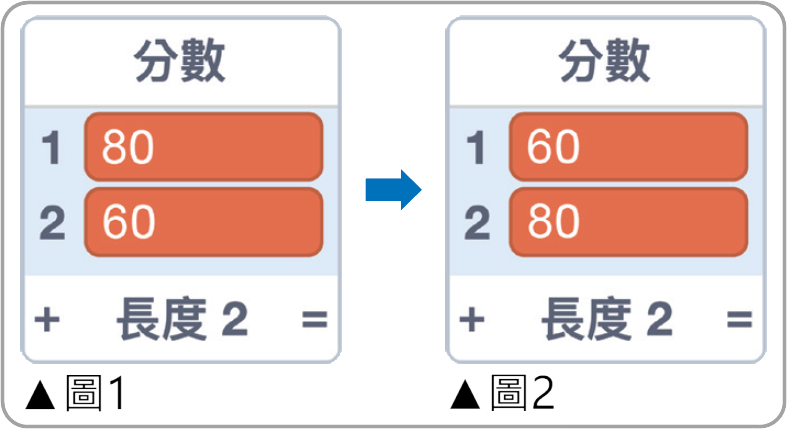 分數
1 80
2 60
+ 長度 2 =
▲圖1
分數
1 60
2 80
+ 長度 2 =
▲圖2